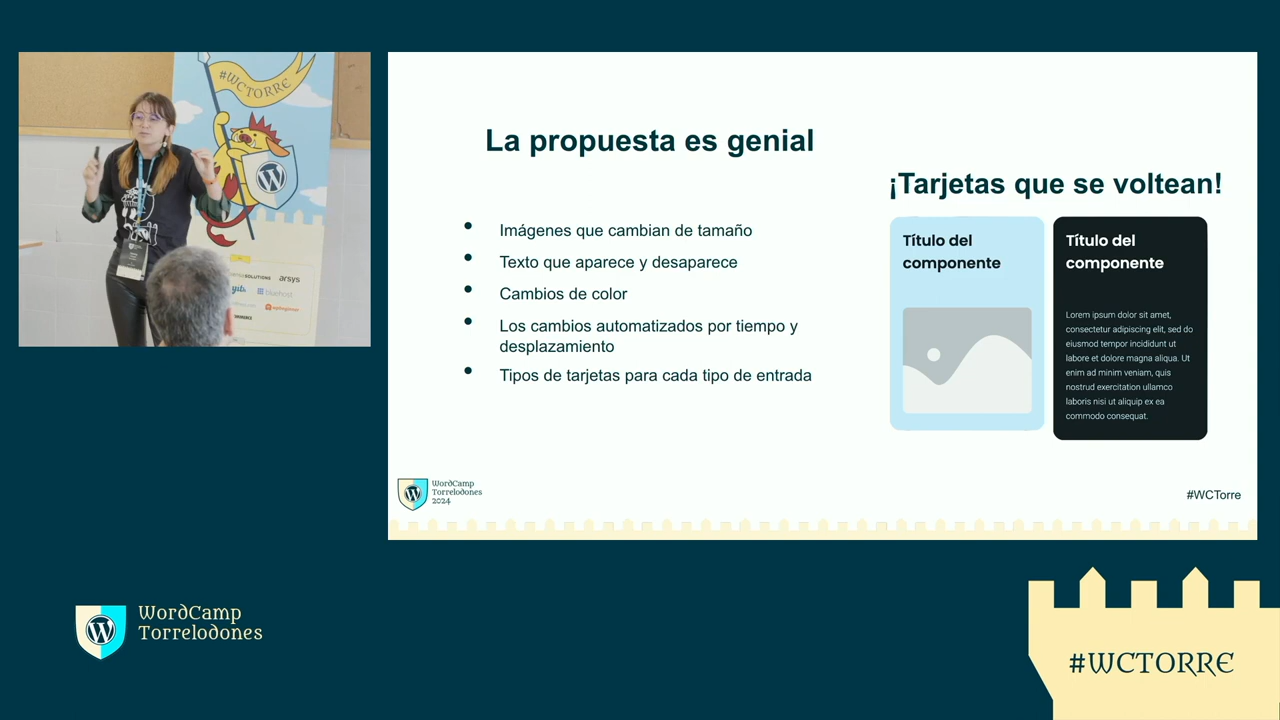 #WCTORRE
arsys
bluehost
La propuesta es genial
¡Tarjetas que se voltean!
• Imágenes que cambian de tamaño
• Texto que aparece y desaparece
• Cambios de color
• Los cambios automatizados por tiempo y
desplazamiento
• Tipos de tarjetas para cada tipo de entrada
Título del
componente
Título del
componente
Lorem ipsum dolor sit amet,
consectetur adipiscing elit, sed do
eiusmod tempor incididunt ut
labore et dolore magna aliqua. Ut
enim ad minim veniam, quis
nostrud exercitation ullamco
laboris nisi ut aliquip ex ea
commodo consequat.
WordCamp
Torrelodones
2024
#WCTorre
WordCamp
Torrelodones
#WCTORRE